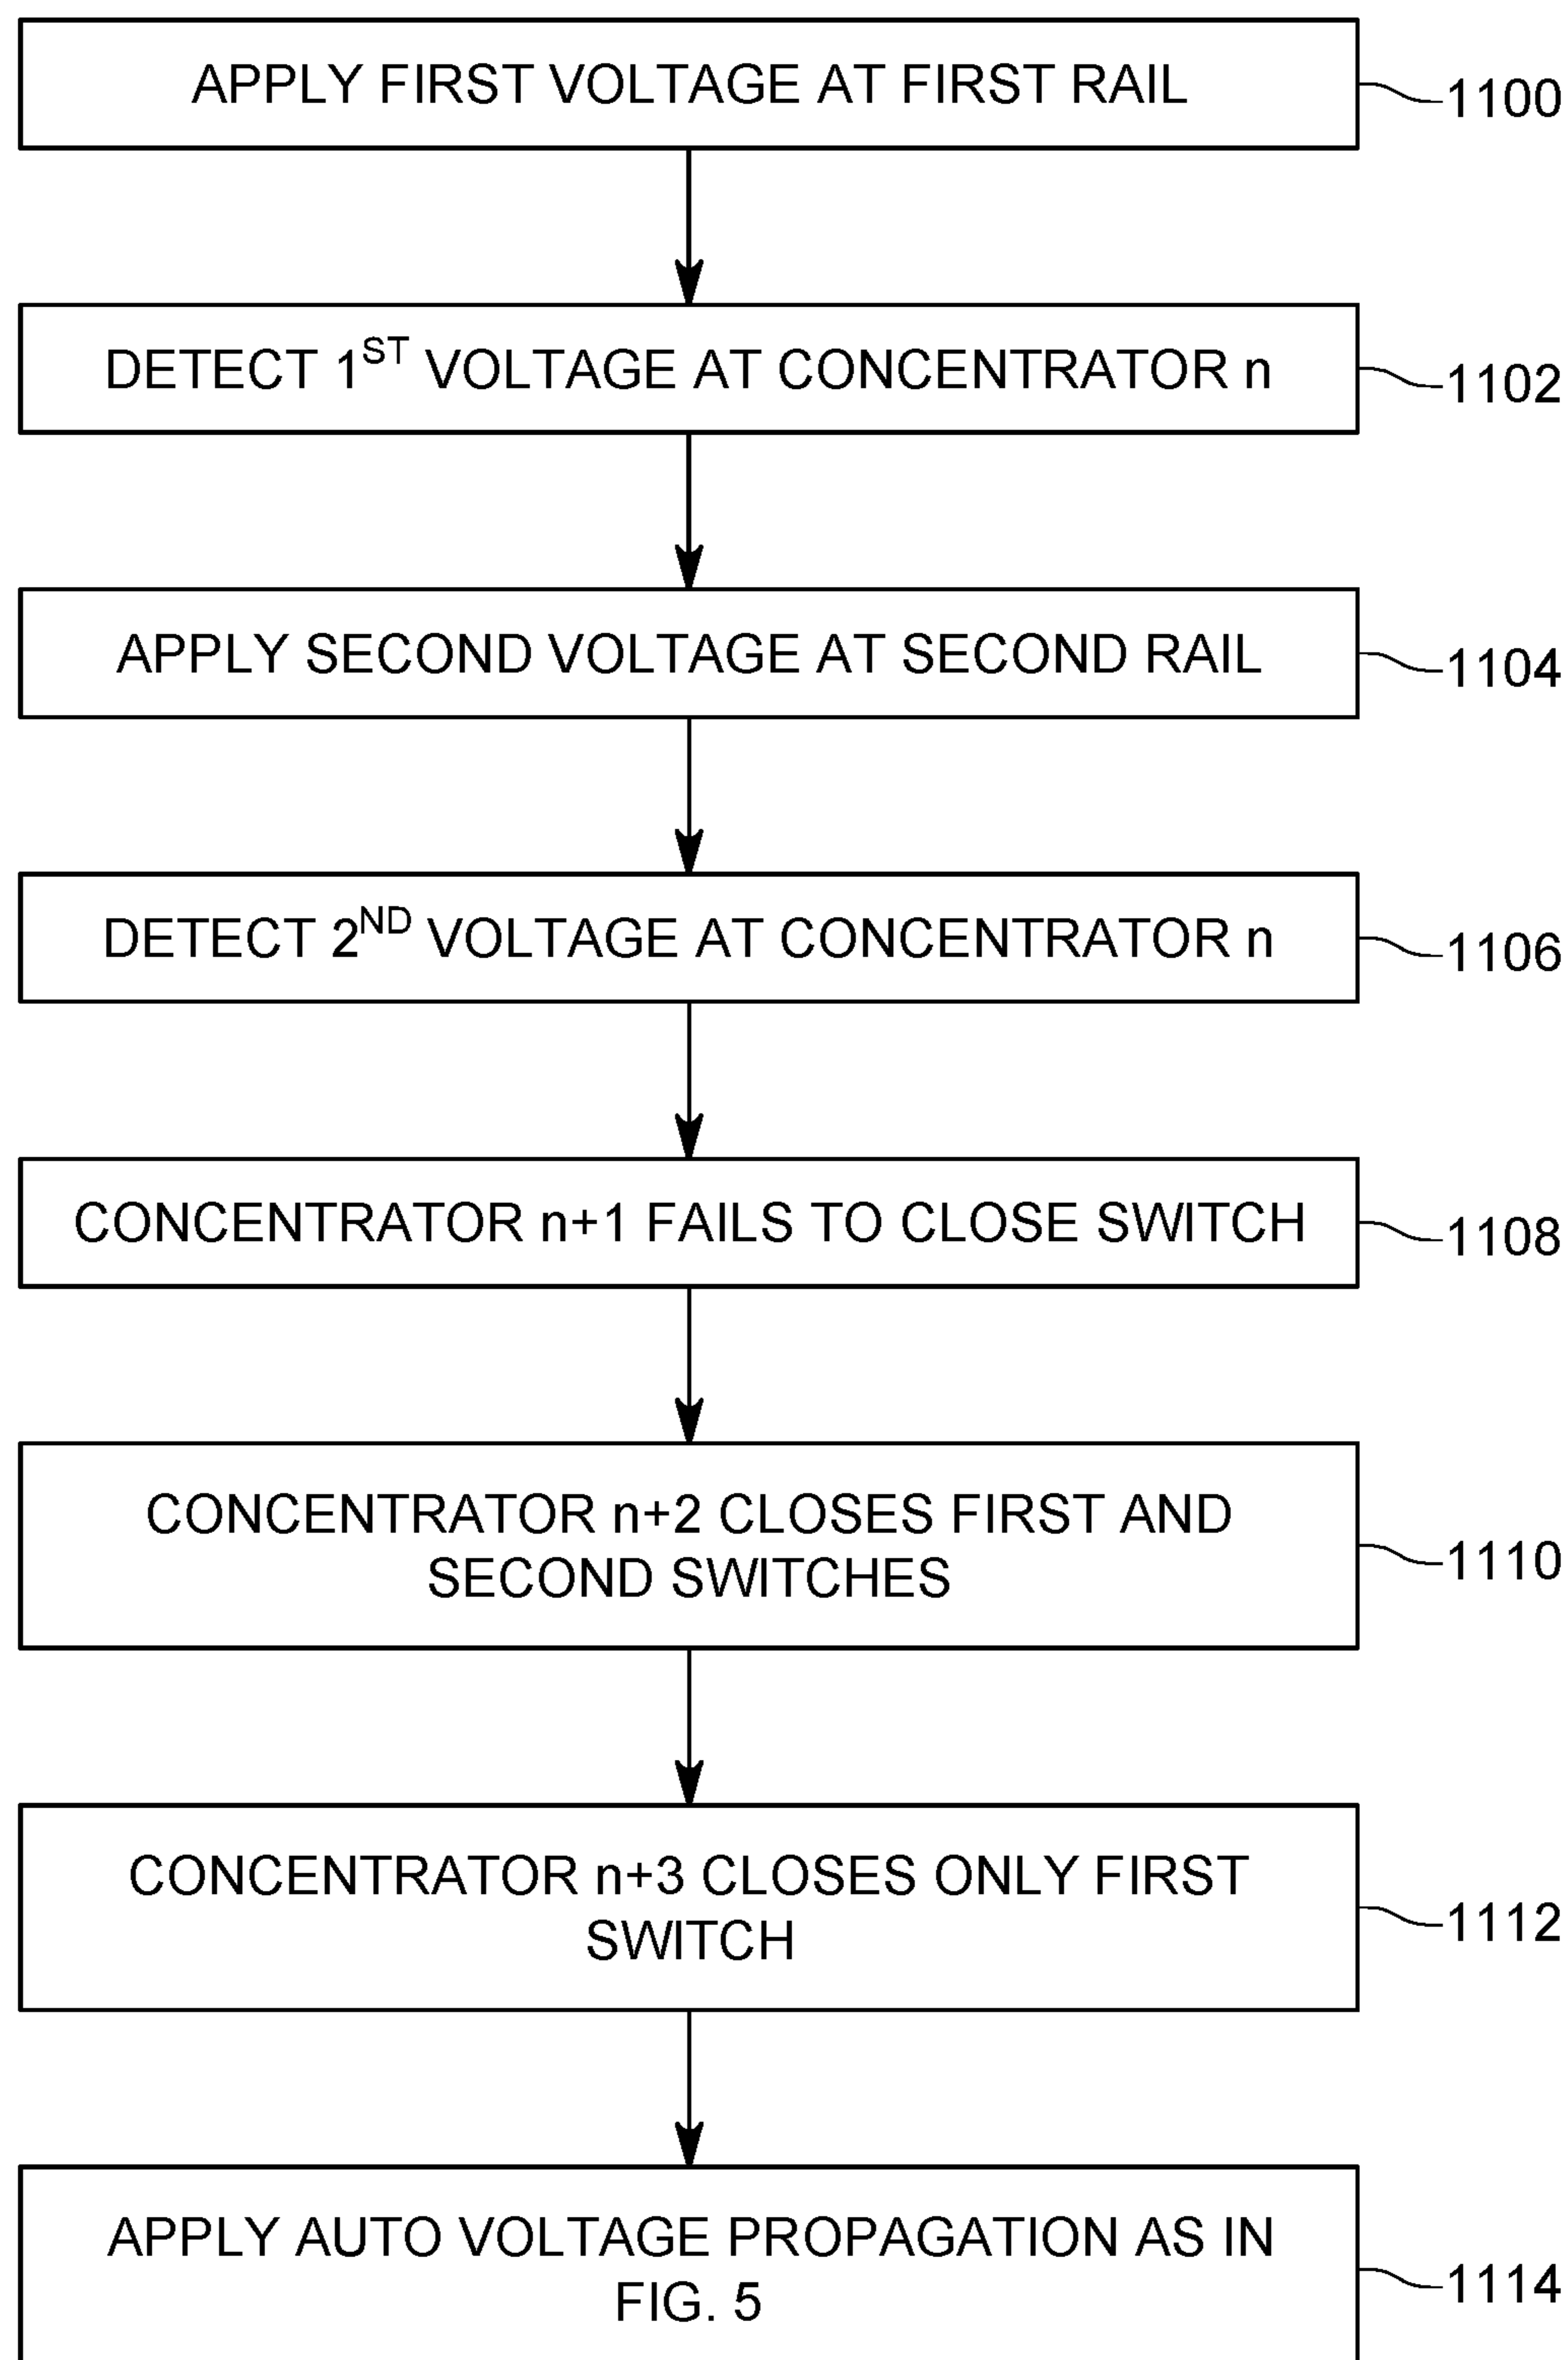 APPLY FIRST VOLTAGE AT FIRST RAIL
1100
DETECT 1ST VOLTAGE AT CONCENTRATOR n
1102
APPLY SECOND VOLTAGE AT SECOND RAIL
1104
DETECT 2ND VOLTAGE AT CONCENTRATOR n
1106
CONCENTRATOR n+1 FAILS TO CLOSE SWITCH
1108
CONCENTRATOR n+2 CLOSES FIRST AND
SECOND SWITCHES
1110
CONCENTRATOR n+3 CLOSES ONLY FIRST
SWITCH
1112
APPLY AUTO VOLTAGE PROPAGATION AS IN
FIG. 5
1114